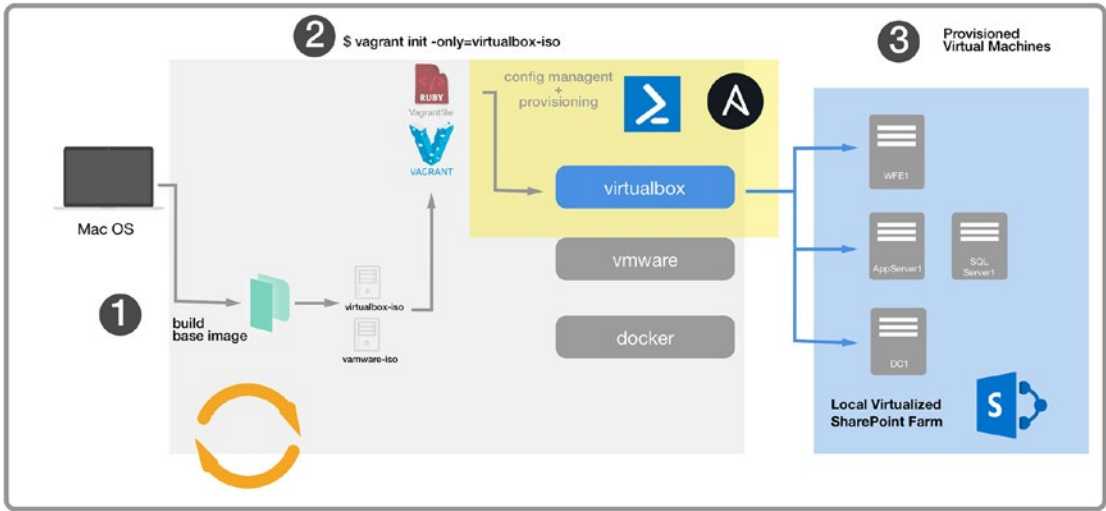 2
$ vagrant init -only=virtualbox-iso
3
Provisioned
Virtual Machines
</>
RUBY
Vagrantfile
VAGRANT
config managent
+
provisioning
A
virtualbox
vmware
docker
Mac OS
1
build
base image
virtualbox-iso
vamware-iso
WFE1
AppServer1
SQL
Server1
DC1
Local Virtualized
SharePoint Farm
S